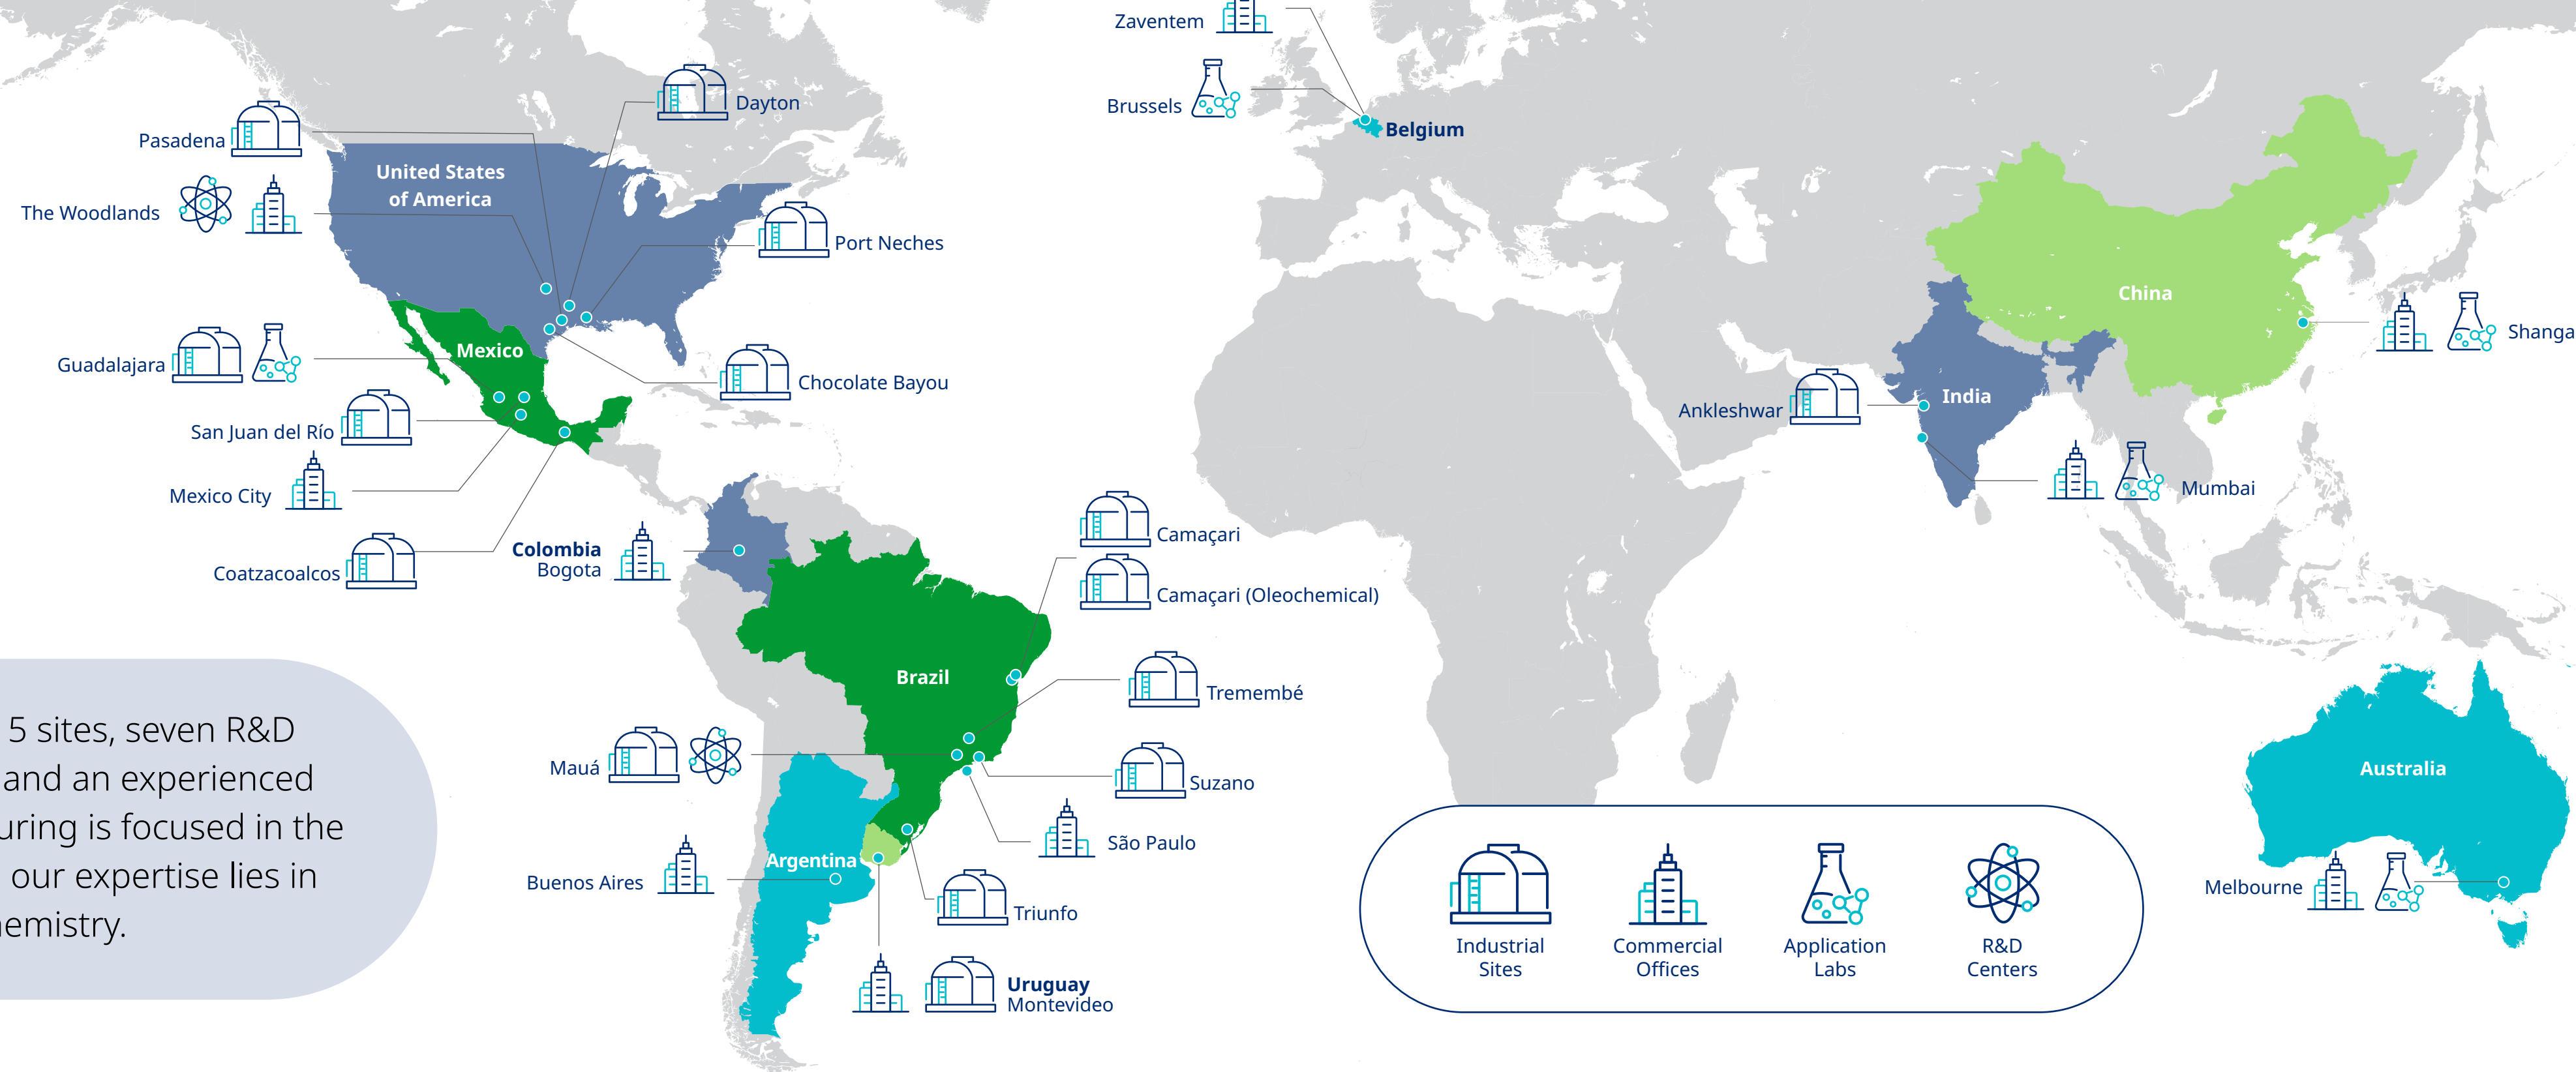 Zaventem
Brussels
Belgium
Dayton
Pasadena
United States
of America
The Woodlands
Port Neches
Guadalajara
Mexico
Chocolate Bayou
San Juan del Río
Mexico City
Coatzacoalcos
Colombia
Bogota
China
Shanga
India
Ankleshwar
Mumbai
Camaçari
Camaçari (Oleochemical)
Brazil
Tremembé
Mauá
Suzano
São Paulo
Argentina
Buenos Aires
Triunfo
Uruguay
Montevideo
Australia
Melbourne
5 sites, seven R&D
and an experienced
uring is focused in the
our expertise lies in
emistry.
Industrial
Sites
Commercial
Offices
Application
Labs
R&D
Centers